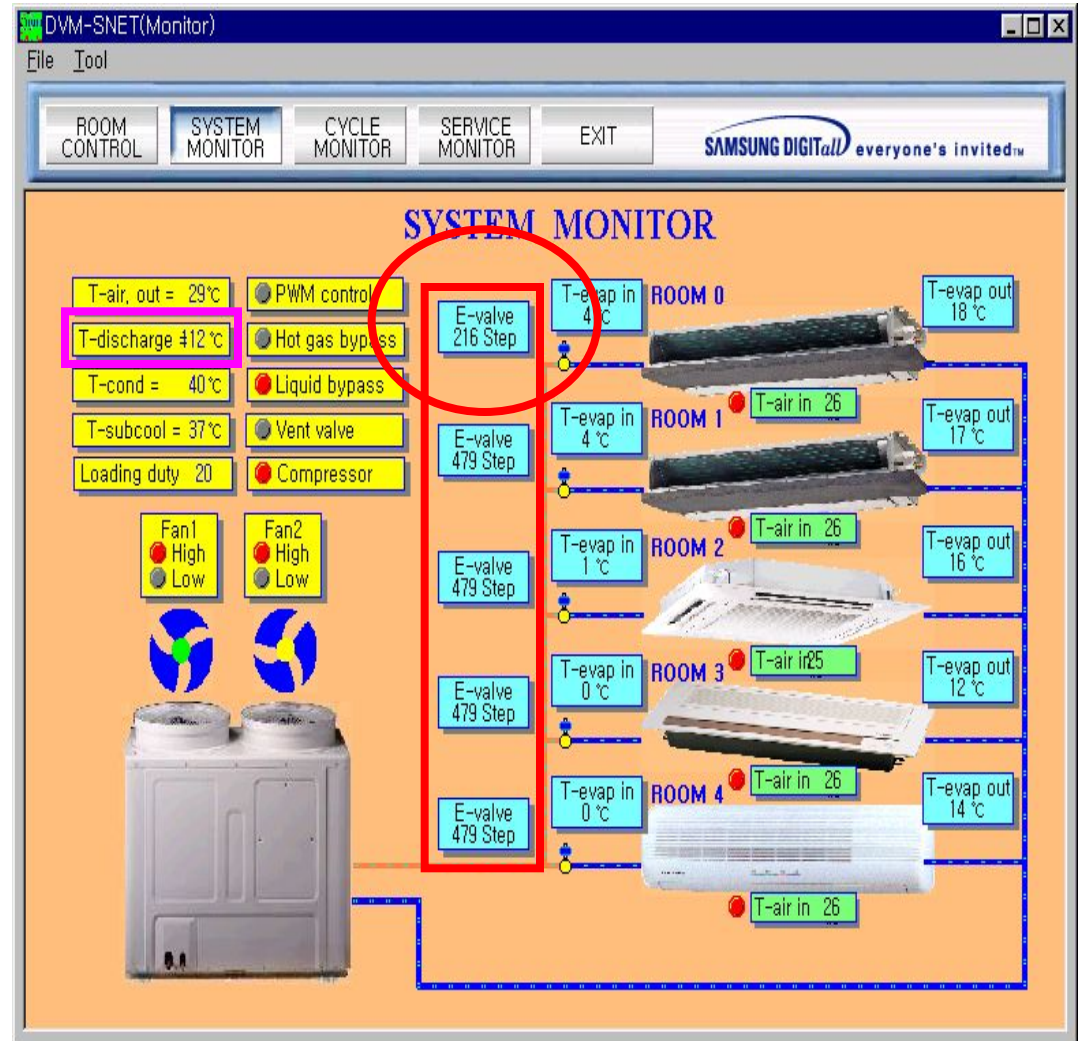 DVM-SNET(Monitor)
File Tool
ROOM CONTROL
SYSTEM MONITOR
CYCLE MONITOR
SERVICE MONITOR
EXIT
SAMSUNG DIGITall everyone's invited™
SYSTEM MONITOR
T-air, out = 29℃
T-discharge =112 ℃
T-cond = 40℃
T-subcool = 37℃
Loading duty 20
PWM control
Hot gas bypass
Liquid bypass
Vent valve
Compressor
Fan1
High
Low
Fan2
High
Low
E-valve
216 Step
T-evap in
4 ℃
ROOM 0
T-evap out
18 ℃
T-air in 26
E-valve
479 Step
T-evap in
4 ℃
ROOM 1
T-evap out
17 ℃
T-air in 26
E-valve
479 Step
T-evap in
1 ℃
ROOM 2
T-evap out
16 ℃
T-air in25
E-valve
479 Step
T-evap in
0 ℃
ROOM 3
T-evap out
12 ℃
T-air in 26
E-valve
479 Step
T-evap in
0 ℃
ROOM 4
T-evap out
14 ℃
T-air in 26